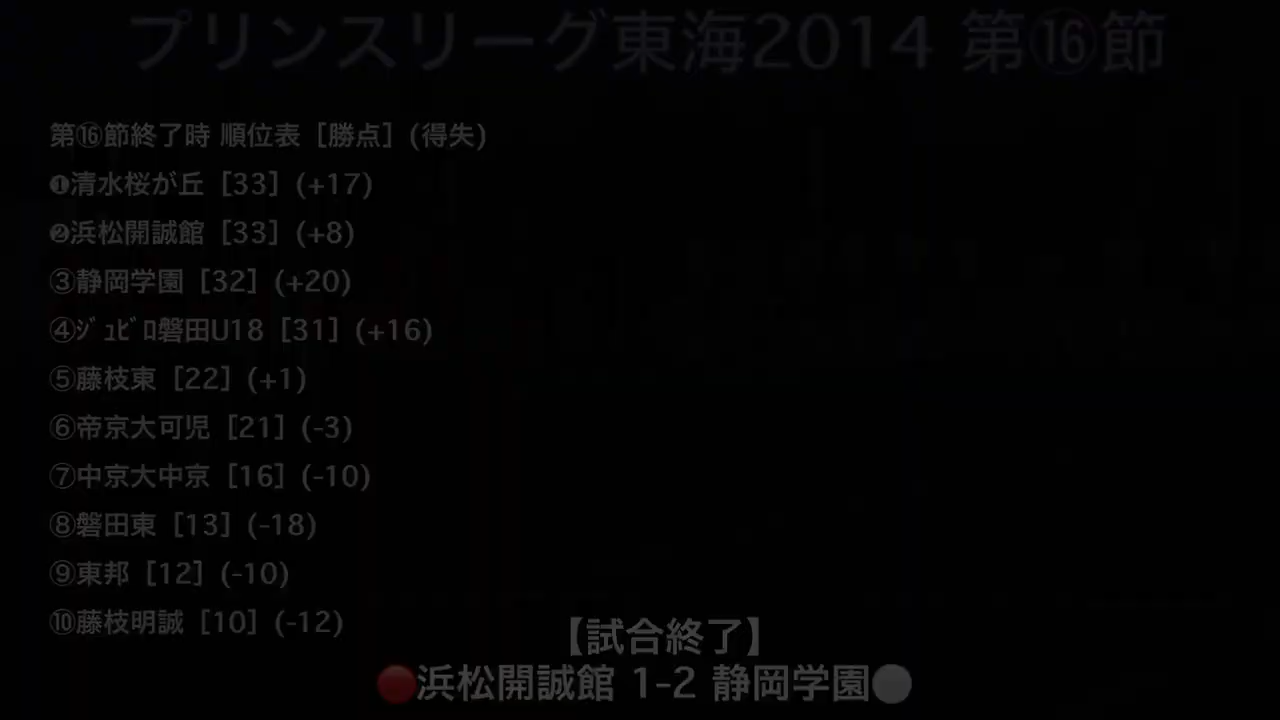 プリンスリーグ東海2014 第⑯節
第⑯節終了時 順位表［勝点］(得失)
❶清水桜が丘［33］(+17)
❷浜松開誠館［33］(+8)
③静岡学園［32］(+20)
④ｼﾞｭﾋﾞﾛ磐田U18［31］(+16)
⑤藤枝東［22］(+1)
⑥帝京大可児［21］(-3)
⑦中京大中京［16］(-10)
⑧磐田東［13］(-18)
⑨東邦［12］(-10)
⑩藤枝明誠［10］(-12)
【試合終了】
🔴浜松開誠館 1-2 静岡学園⚪